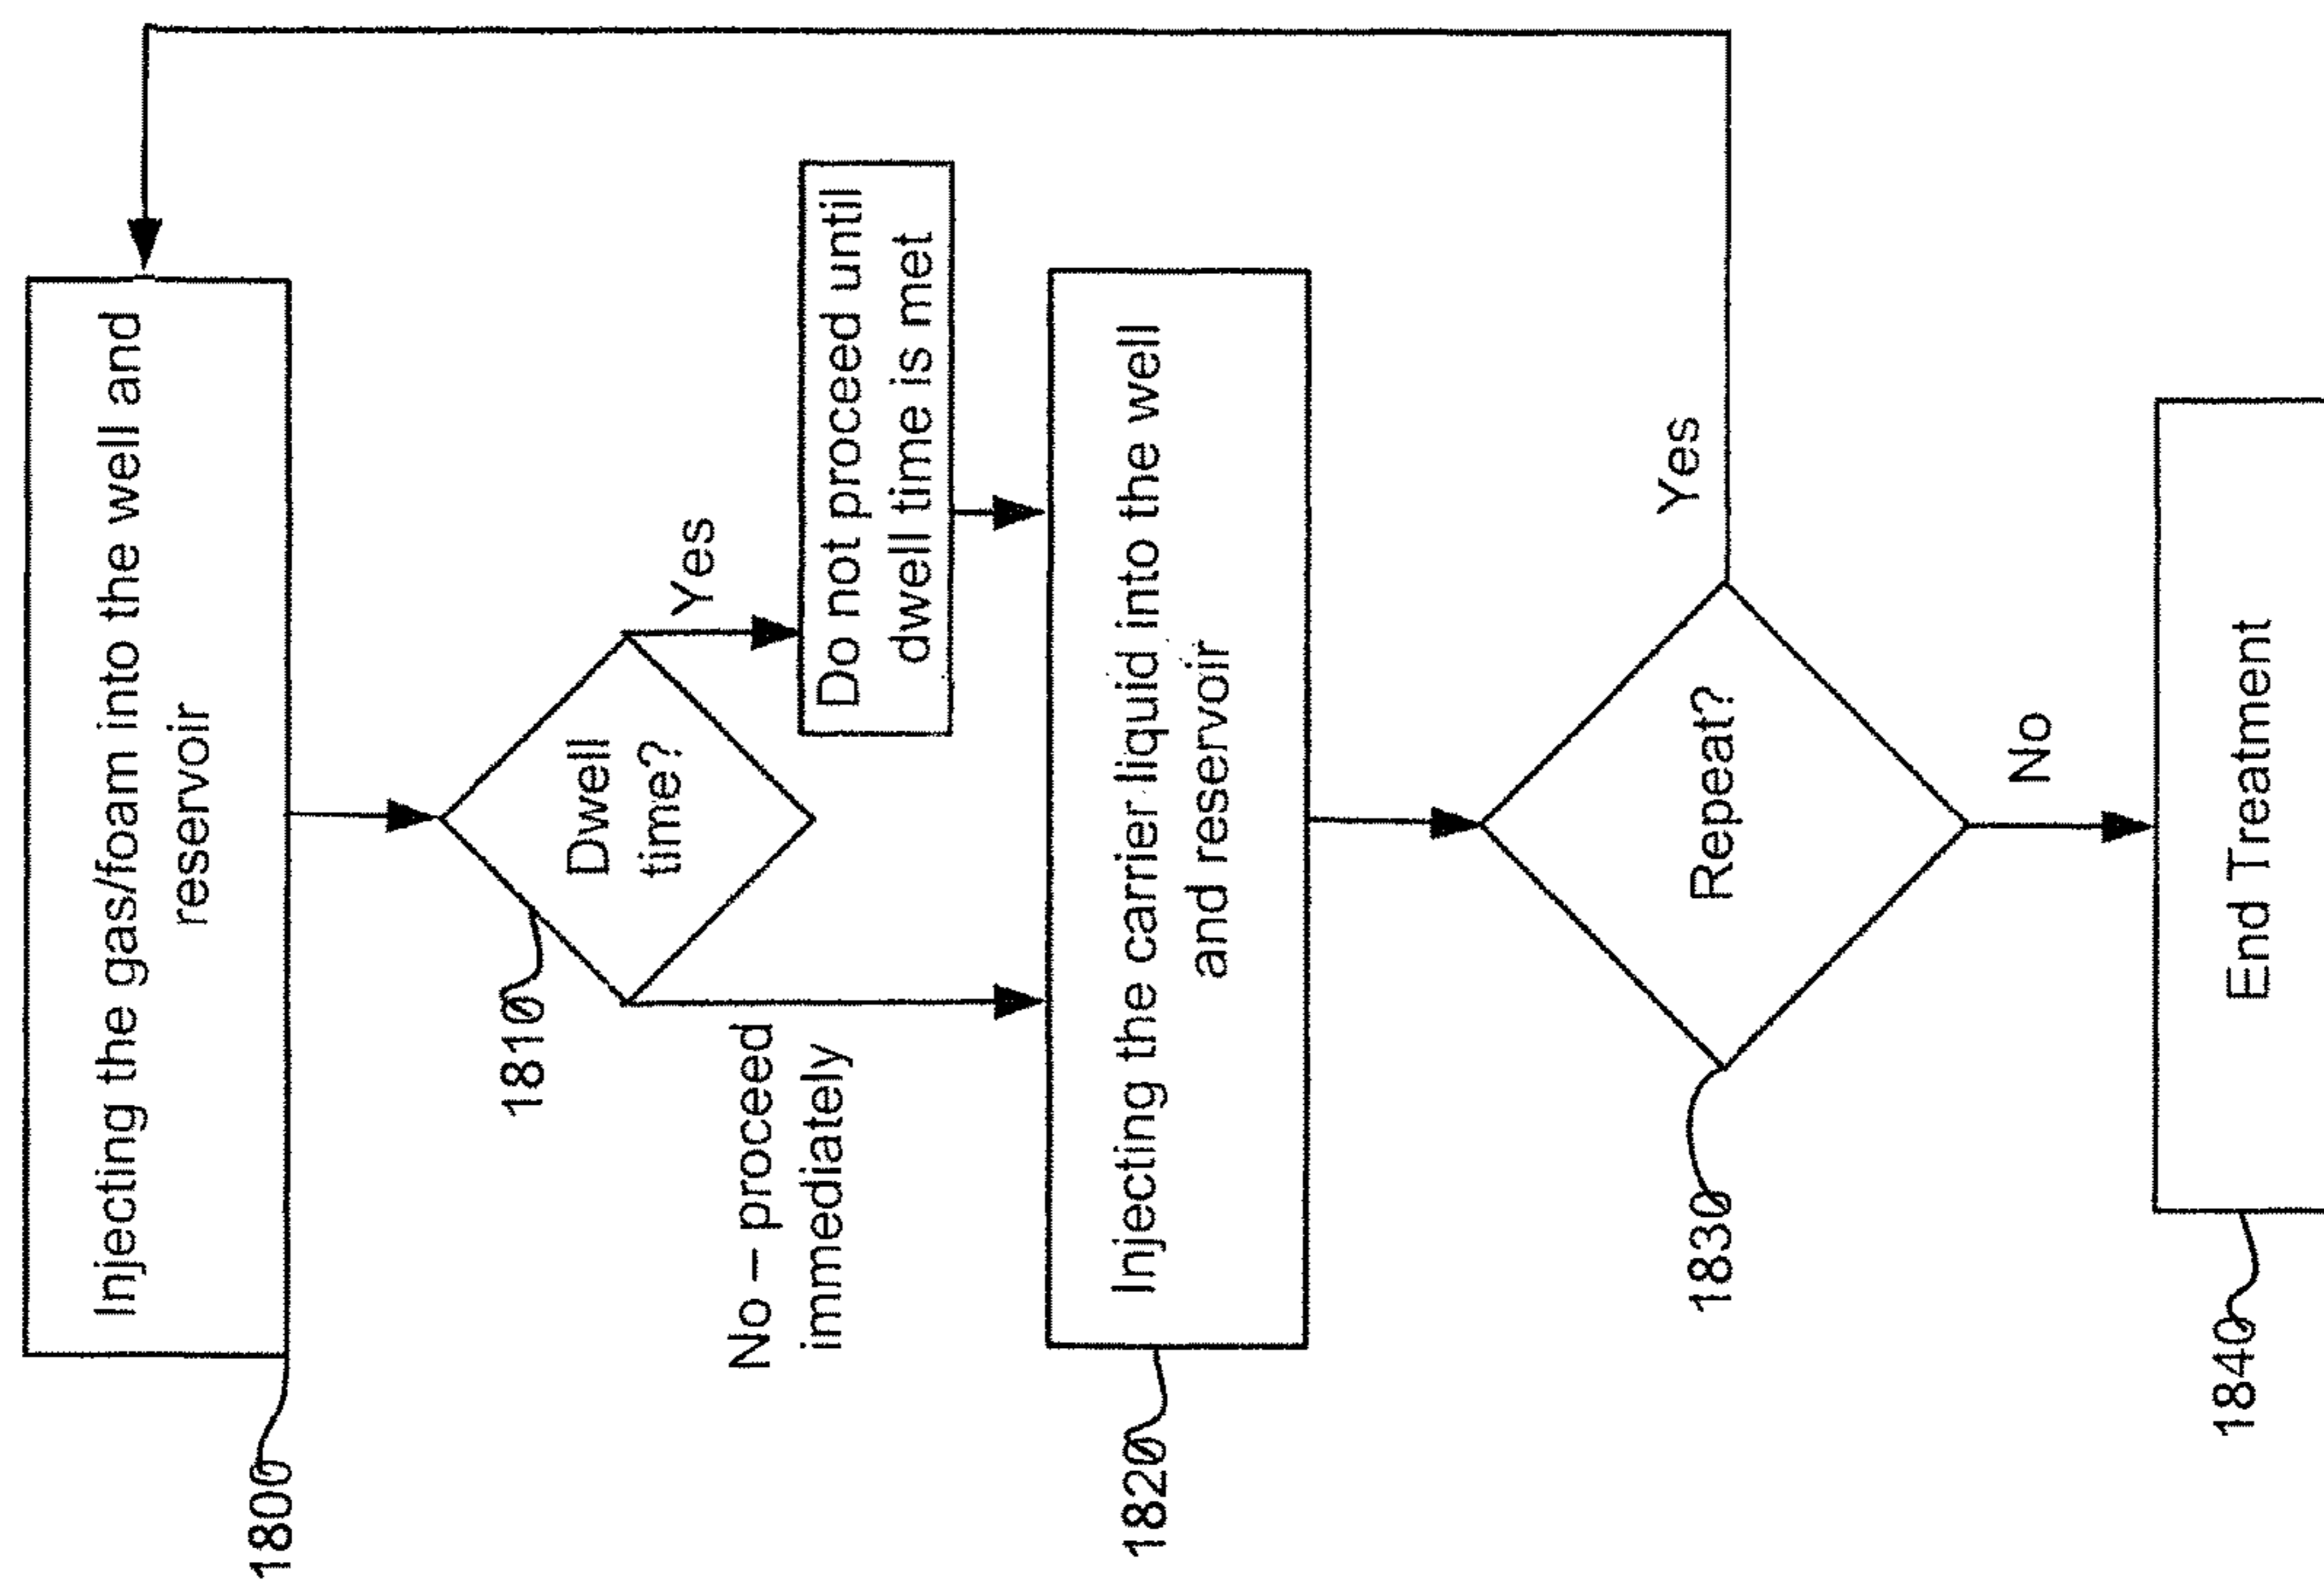 Injecting the gas/foam into the well and
reservoir
1800
Dwell
time?
1810
Yes
No – proceed
immediately
Do not proceed until
dwell time is met
Injecting the carrier liquid into the well
and reservoir
1820
Repeat?
1830
Yes
No
End Treatment
1840